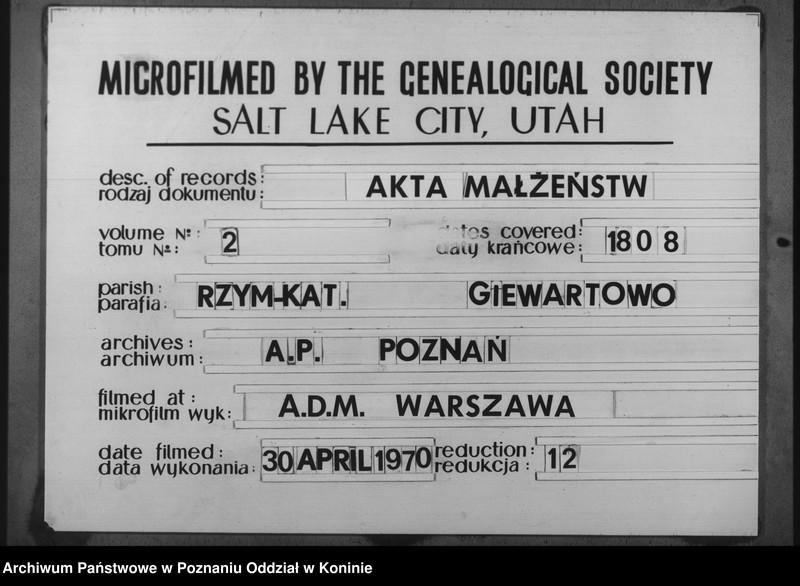 MICROFILMED BY THE GENEALOGICAL SOCIETY
SALT LAKE CITY, UTAH
desc. of records:
rodzaj dokumentu: AKTA MAŁŻEŃSTW
volume №:
tomu №: 2
dates covered:
daty krańcowe: 1808
parish:
parafia: RZYM-KAT. GIEWARTOWO
archives:
archiwum: A.P. POZNAŃ
filmed at:
mikrofilm wyk: A.D.M. WARSZAWA
date filmed:
data wykonania: 30 APRIL 1970
reduction:
redukcja: 12
Archiwum Państwowe w Poznaniu Oddział w Koninie